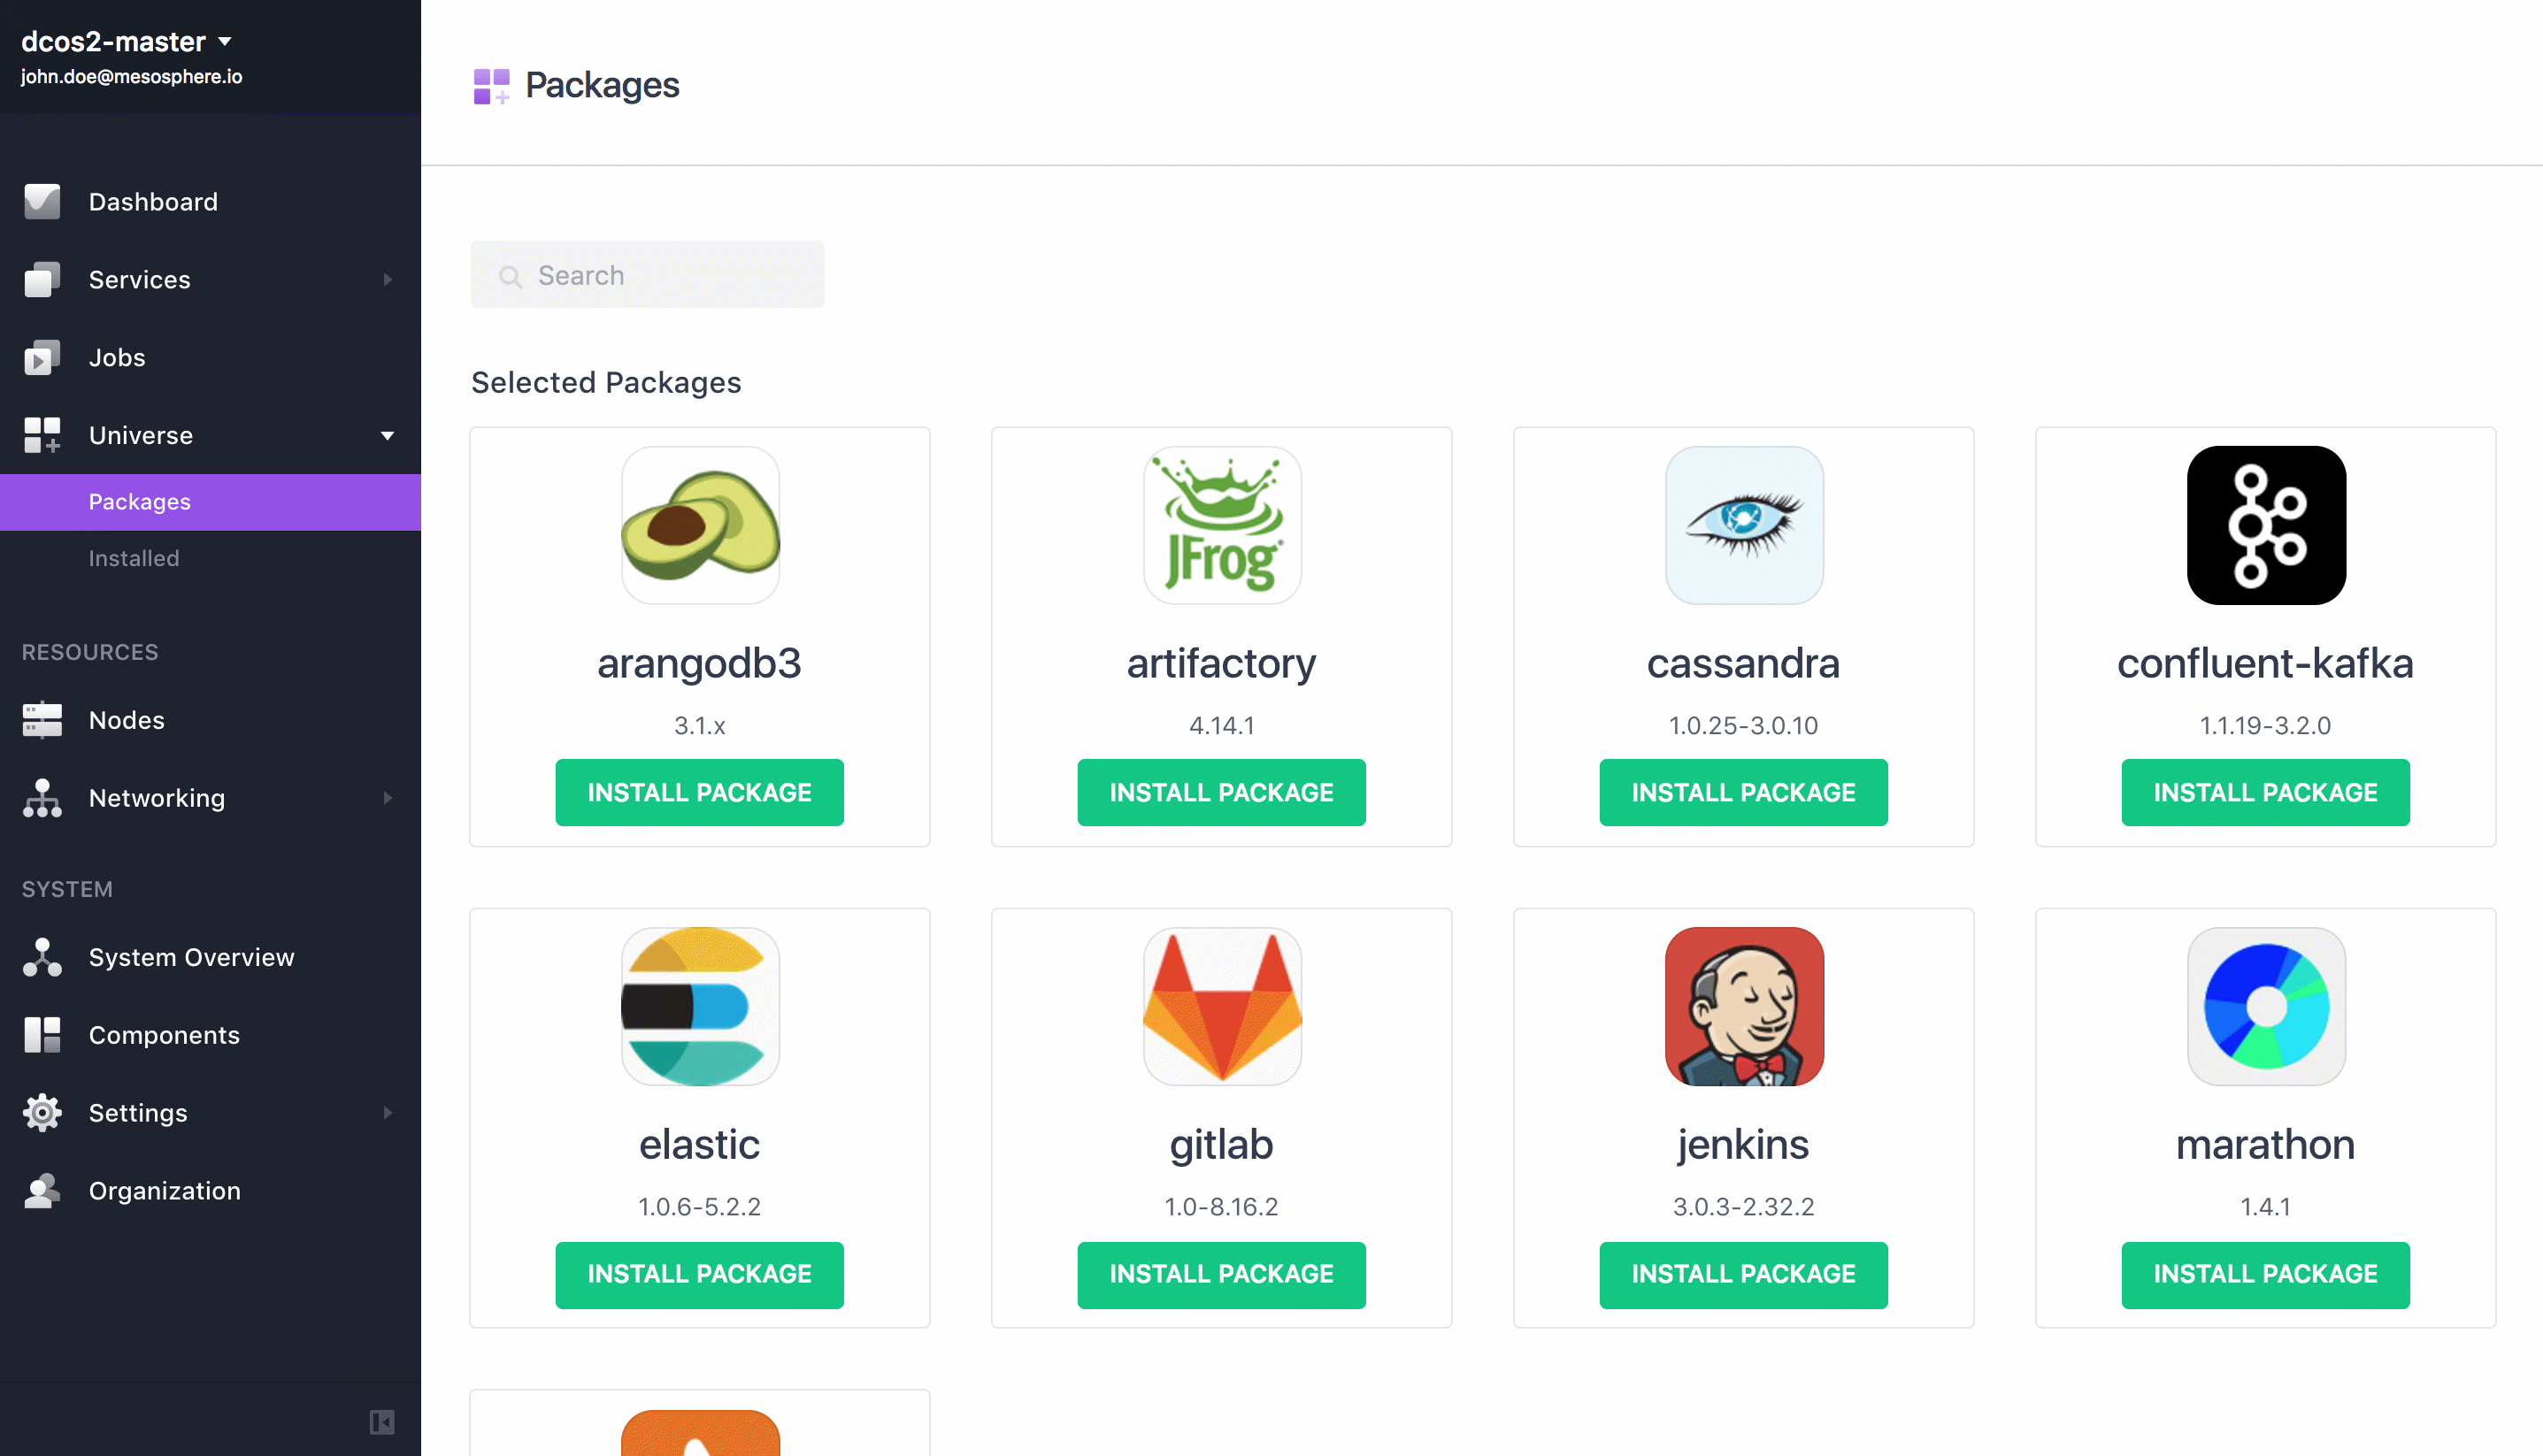 dcos2-master
john.doe@mesosphere.io
Dashboard
Services
Jobs
Universe
Packages
Installed
RESOURCES
Nodes
Networking
SYSTEM
System Overview
Components
Settings
Organization
Packages
Search
Selected Packages
JFrog
arangodb3
artifactory
cassandra
confluent-kafka
3.1.x
4.14.1
1.0.25-3.0.10
1.1.19-3.2.0
INSTALL PACKAGE
INSTALL PACKAGE
INSTALL PACKAGE
INSTALL PACKAGE
elastic
gitlab
jenkins
marathon
1.0.6-5.2.2
1.0-8.16.2
3.0.3-2.32.2
1.4.1
INSTALL PACKAGE
INSTALL PACKAGE
INSTALL PACKAGE
INSTALL PACKAGE